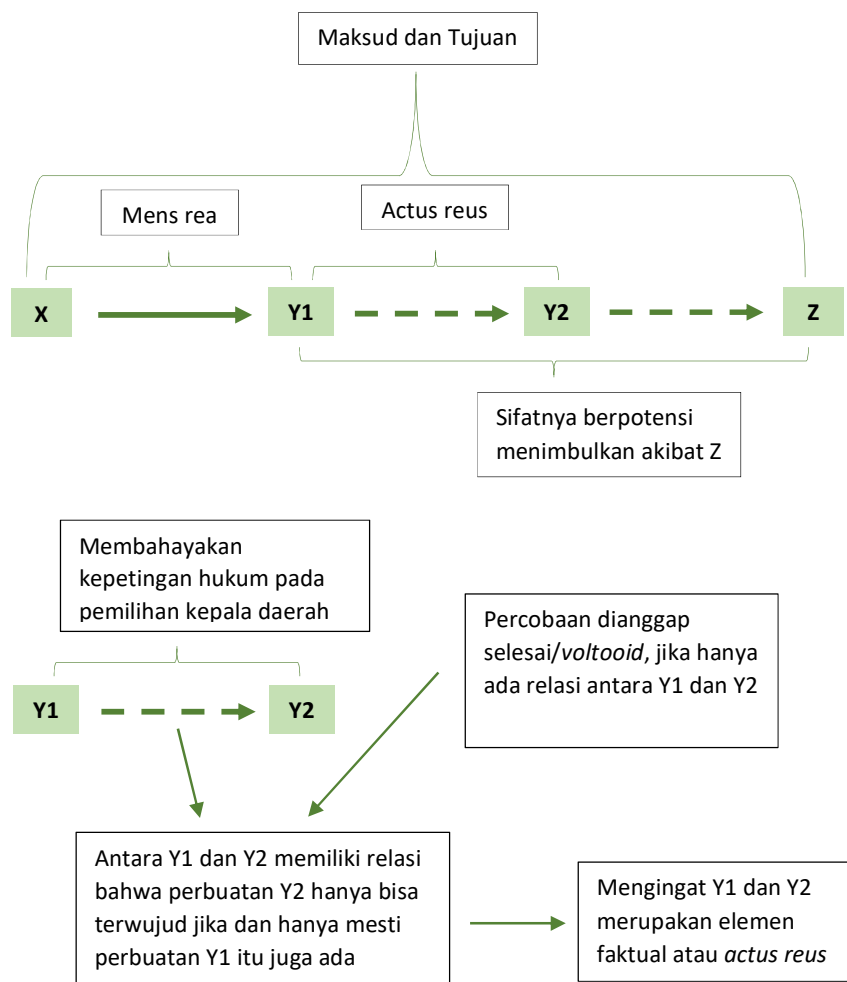 Maksud dan Tujuan
Mens rea
Actus reus
X
Y1
Y2
Z
Sifatnya berpotensi
menimbulkan akibat Z
Membahayakan
kepetingan hukum pada
pemilihan kepala daerah
Percobaan dianggap
selesai/voltooid, jika hanya
ada relasi antara Y1 dan Y2
Y1
Y2
Antara Y1 dan Y2 memiliki relasi
bahwa perbuatan Y2 hanya bisa
terwujud jika dan hanya mesti
perbuatan Y1 itu juga ada
Mengingat Y1 dan Y2
merupakan elemen
faktual atau actus reus